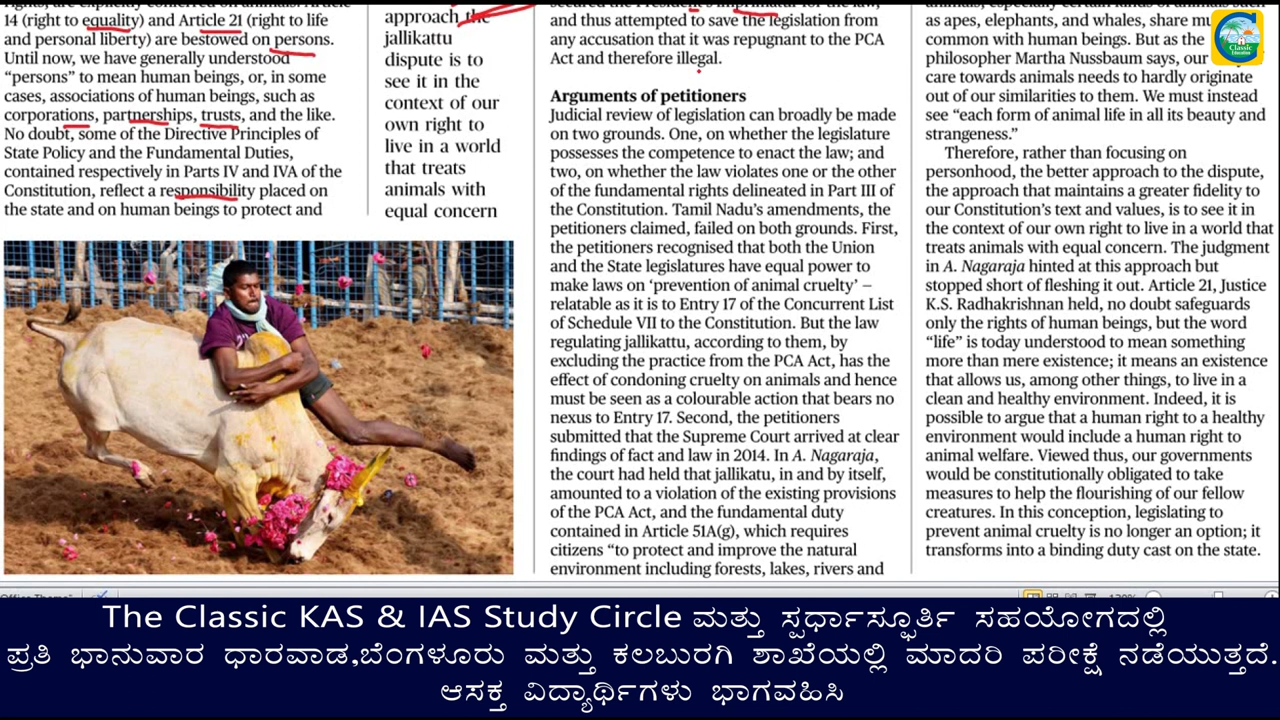 14 (right to equality) and Article 21 (right to life
and personal liberty) are bestowed on persons.
Until now, we have generally understood
“persons” to mean human beings, or, in some
cases, associations of human beings, such as
corporations, partnerships, trusts, and the like.
No doubt, some of the Directive Principles of
State Policy and the Fundamental Duties,
contained respectively in Parts IV and IVA of the
Constitution, reflect a responsibility placed on
the state and on human beings to protect and
approach the
jallikattu
dispute is to
see it in the
context of our
own right to
live in a world
that treats
animals with
equal concern
and thus attempted to save the legislation from
any accusation that it was repugnant to the PCA
Act and therefore illegal.
Arguments of petitioners
Judicial review of legislation can broadly be made
on two grounds. One, on whether the legislature
possesses the competence to enact the law; and
two, on whether the law violates one or the other
of the fundamental rights delineated in Part III of
the Constitution. Tamil Nadu’s amendments, the
petitioners claimed, failed on both grounds. First,
the petitioners recognised that both the Union
and the State legislatures have equal power to
make laws on ‘prevention of animal cruelty’ –
relatable as it is to Entry 17 of the Concurrent List
of Schedule VII to the Constitution. But the law
regulating jallikattu, according to them, by
excluding the practice from the PCA Act, has the
effect of condoning cruelty on animals and hence
must be seen as a colourable action that bears no
nexus to Entry 17. Second, the petitioners
submitted that the Supreme Court arrived at clear
findings of fact and law in 2014. In A. Nagaraja,
the court had held that jallikatu, in and by itself,
amounted to a violation of the existing provisions
of the PCA Act, and the fundamental duty
contained in Article 51A(g), which requires
citizens “to protect and improve the natural
environment including forests, lakes, rivers and
as apes, elephants, and whales, share
common with human beings. But as the
philosopher Martha Nussbaum says, our
care towards animals needs to hardly originate
out of our similarities to them. We must instead
see “each form of animal life in all its beauty and
strangeness.”
Therefore, rather than focusing on
personhood, the better approach to the dispute,
the approach that maintains a greater fidelity to
our Constitution’s text and values, is to see it in
the context of our own right to live in a world that
treats animals with equal concern. The judgment
in A. Nagaraja hinted at this approach but
stopped short of fleshing it out. Article 21, Justice
K.S. Radhakrishnan held, no doubt safeguards
only the rights of human beings, but the word
“life” is today understood to mean something
more than mere existence; it means an existence
that allows us, among other things, to live in a
clean and healthy environment. Indeed, it is
possible to argue that a human right to a healthy
environment would include a human right to
animal welfare. Viewed thus, our governments
would be constitutionally obligated to take
measures to help the flourishing of our fellow
creatures. In this conception, legislating to
prevent animal cruelty is no longer an option; it
transforms into a binding duty cast on the state.
Classic
Education
The Classic KAS & IAS Study Circle ಮತ್ತು ಸ್ಪರ್ಧಾಸ್ಫೂರ್ತಿ ಸಹಯೋಗದಲ್ಲಿ
ಪ್ರತಿ ಭಾನುವಾರ ಧಾರವಾಡ,ಬೆಂಗಳೂರು ಮತ್ತು ಕಲಬುರಗಿ ಶಾಖೆಯಲ್ಲಿ ಮಾದರಿ ಪರೀಕ್ಷೆ ನಡೆಯುತ್ತದೆ.
ಆಸಕ್ತ ವಿದ್ಯಾರ್ಥಿಗಳು ಭಾಗವಹಿಸಿ